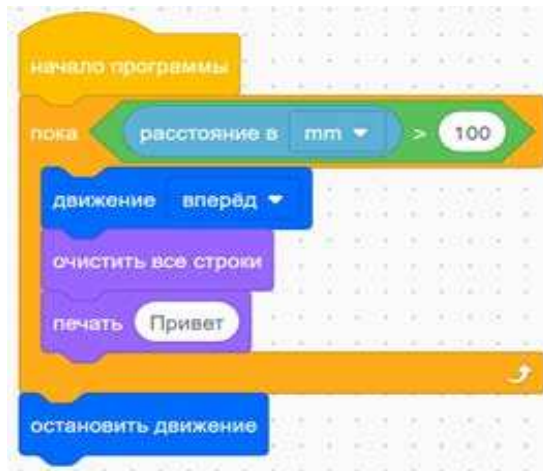 начало программы
пока расстояние в mm > 100
движение вперёд
очистить все строки
печать Привет
остановить движение